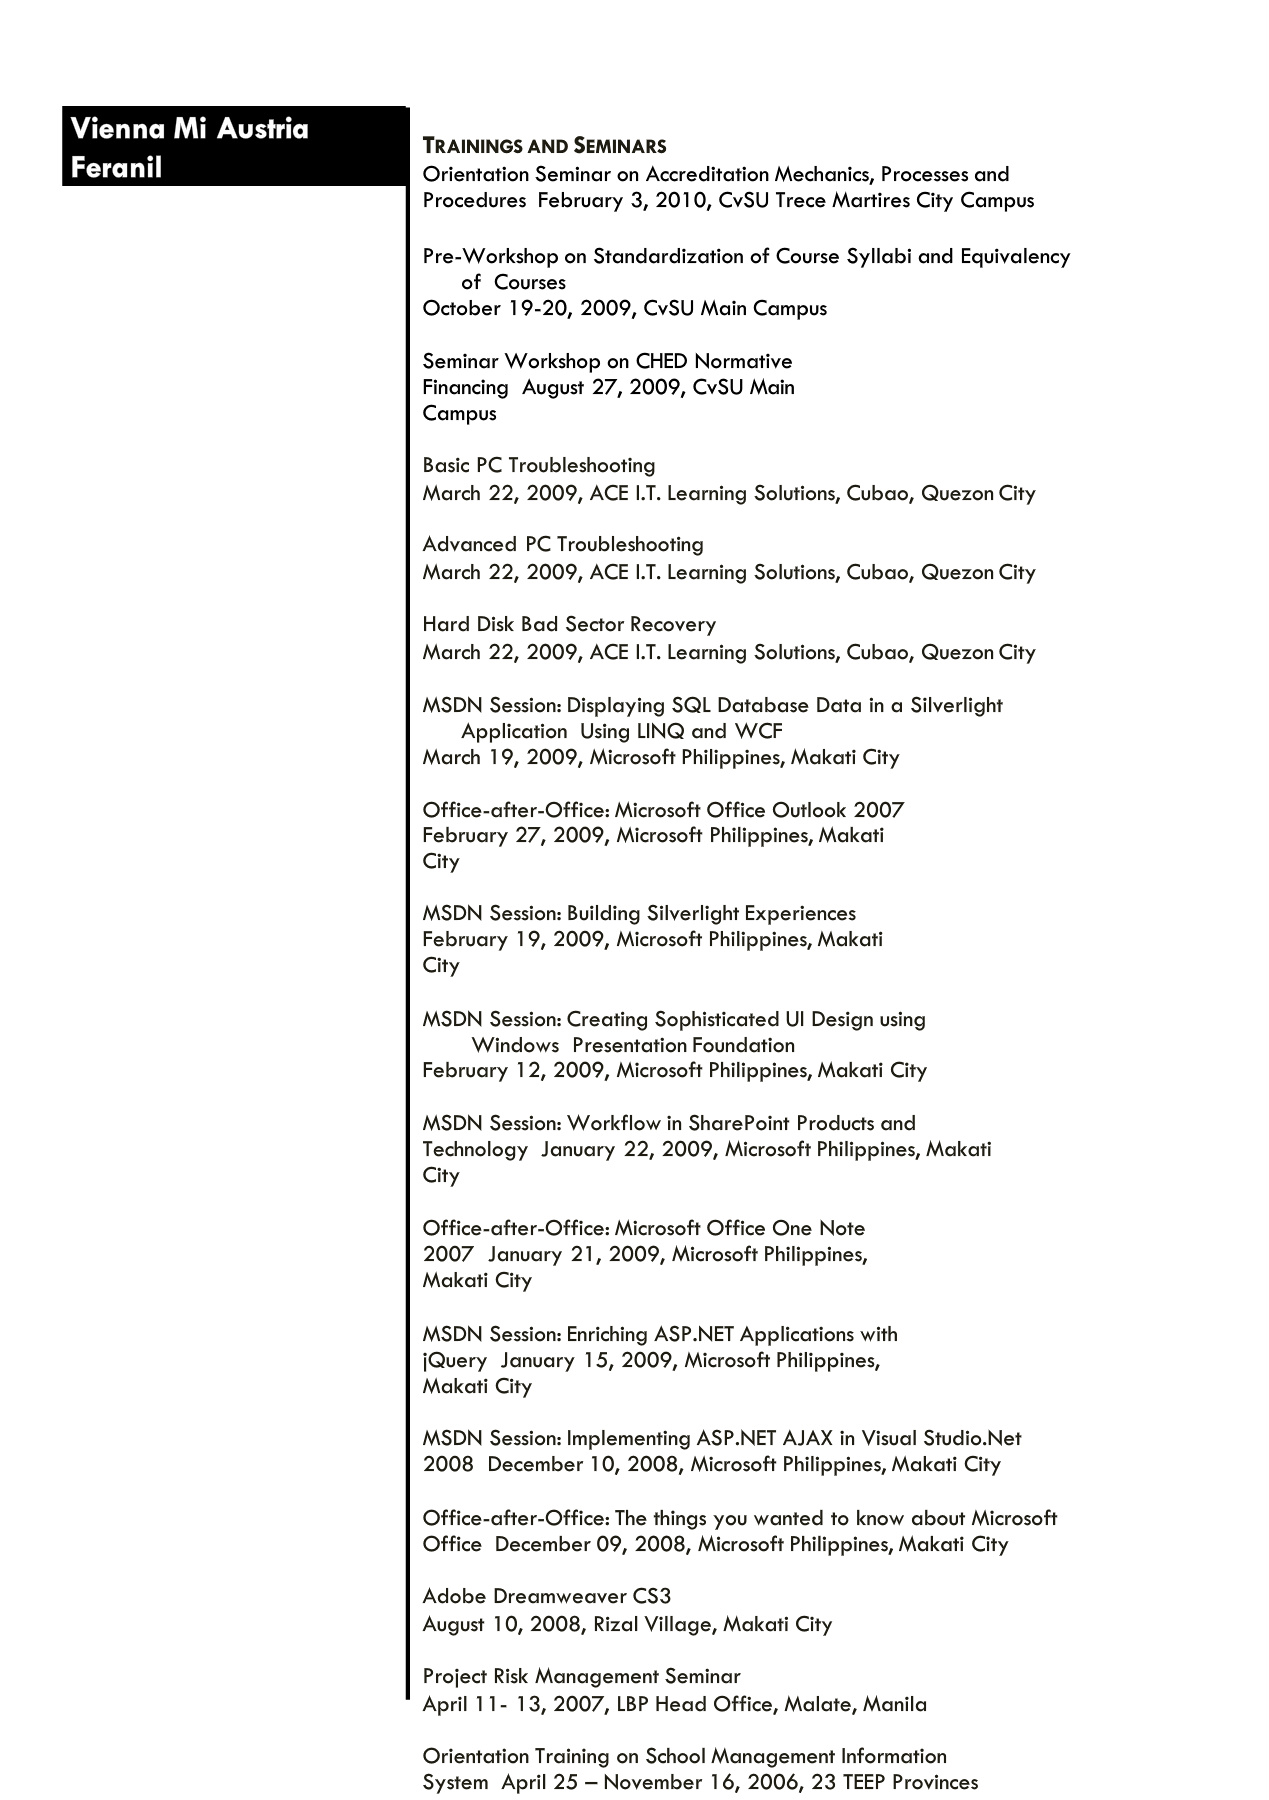 Vienna Mi Austria
Feranil
TRAININGS AND SEMINARS
Orientation Seminar on Accreditation Mechanics, Processes and
Procedures February 3, 2010, CvSU Trece Martires City Campus
Pre-Workshop on Standardization of Course Syllabi and Equivalency
of Courses
October 19-20, 2009, CvSU Main Campus
Seminar Workshop on CHED Normative
Financing August 27, 2009, CvSU Main
Campus
Basic PC Troubleshooting
March 22, 2009, ACE I.T. Learning Solutions, Cubao, Quezon City
Advanced PC Troubleshooting
March 22, 2009, ACE I.T. Learning Solutions, Cubao, Quezon City
Hard Disk Bad Sector Recovery
March 22, 2009, ACE I.T. Learning Solutions, Cubao, Quezon City
MSDN Session: Displaying SQL Database Data in a Silverlight
Application Using LINQ and WCF
March 19, 2009, Microsoft Philippines, Makati City
Office-after-Office: Microsoft Office Outlook 2007
February 27, 2009, Microsoft Philippines, Makati
City
MSDN Session: Building Silverlight Experiences
February 19, 2009, Microsoft Philippines, Makati
City
MSDN Session: Creating Sophisticated UI Design using
Windows Presentation Foundation
February 12, 2009, Microsoft Philippines, Makati City
MSDN Session: Workflow in SharePoint Products and
Technology January 22, 2009, Microsoft Philippines, Makati
City
Office-after-Office: Microsoft Office One Note
2007 January 21, 2009, Microsoft Philippines,
Makati City
MSDN Session: Enriching ASP.NET Applications with
jQuery January 15, 2009, Microsoft Philippines,
Makati City
MSDN Session: Implementing ASP.NET AJAX in Visual Studio.Net
2008 December 10, 2008, Microsoft Philippines, Makati City
Office-after-Office: The things you wanted to know about Microsoft
Office December 09, 2008, Microsoft Philippines, Makati City
Adobe Dreamweaver CS3
August 10, 2008, Rizal Village, Makati City
Project Risk Management Seminar
April 11- 13, 2007, LBP Head Office, Malate, Manila
Orientation Training on School Management Information
System April 25 – November 16, 2006, 23 TEEP Provinces